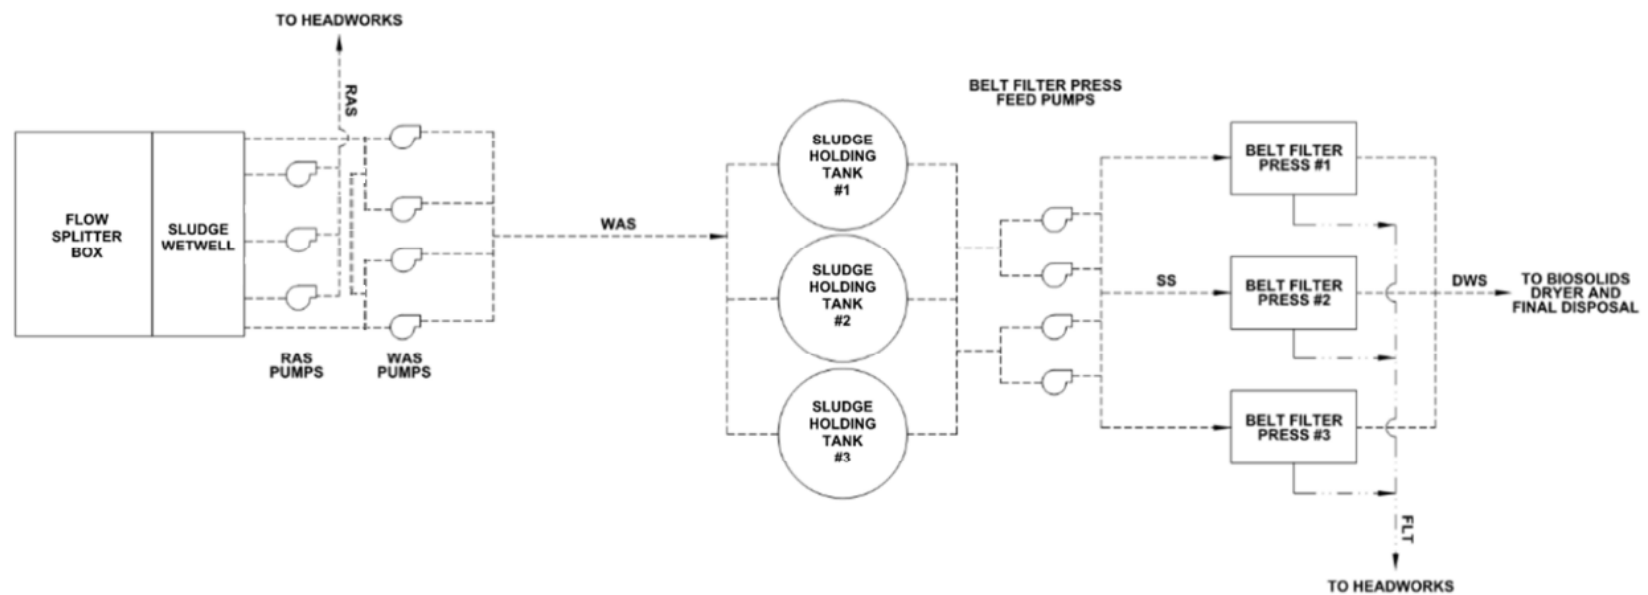 TO HEADWORKS
RAS
BELT FILTER PRESS
FEED PUMPS
FLOW
SPLITTER
BOX
SLUDGE
WETWELL
RAS
PUMPS
WAS
PUMPS
WAS
SLUDGE
HOLDING
TANK
#1
SLUDGE
HOLDING
TANK
#2
SLUDGE
HOLDING
TANK
#3
SS
BELT FILTER
PRESS #1
BELT FILTER
PRESS #2
BELT FILTER
PRESS #3
DWS
TO BIOSOLIDS
DRYER AND
FINAL DISPOSAL
FLT
TO HEADWORKS